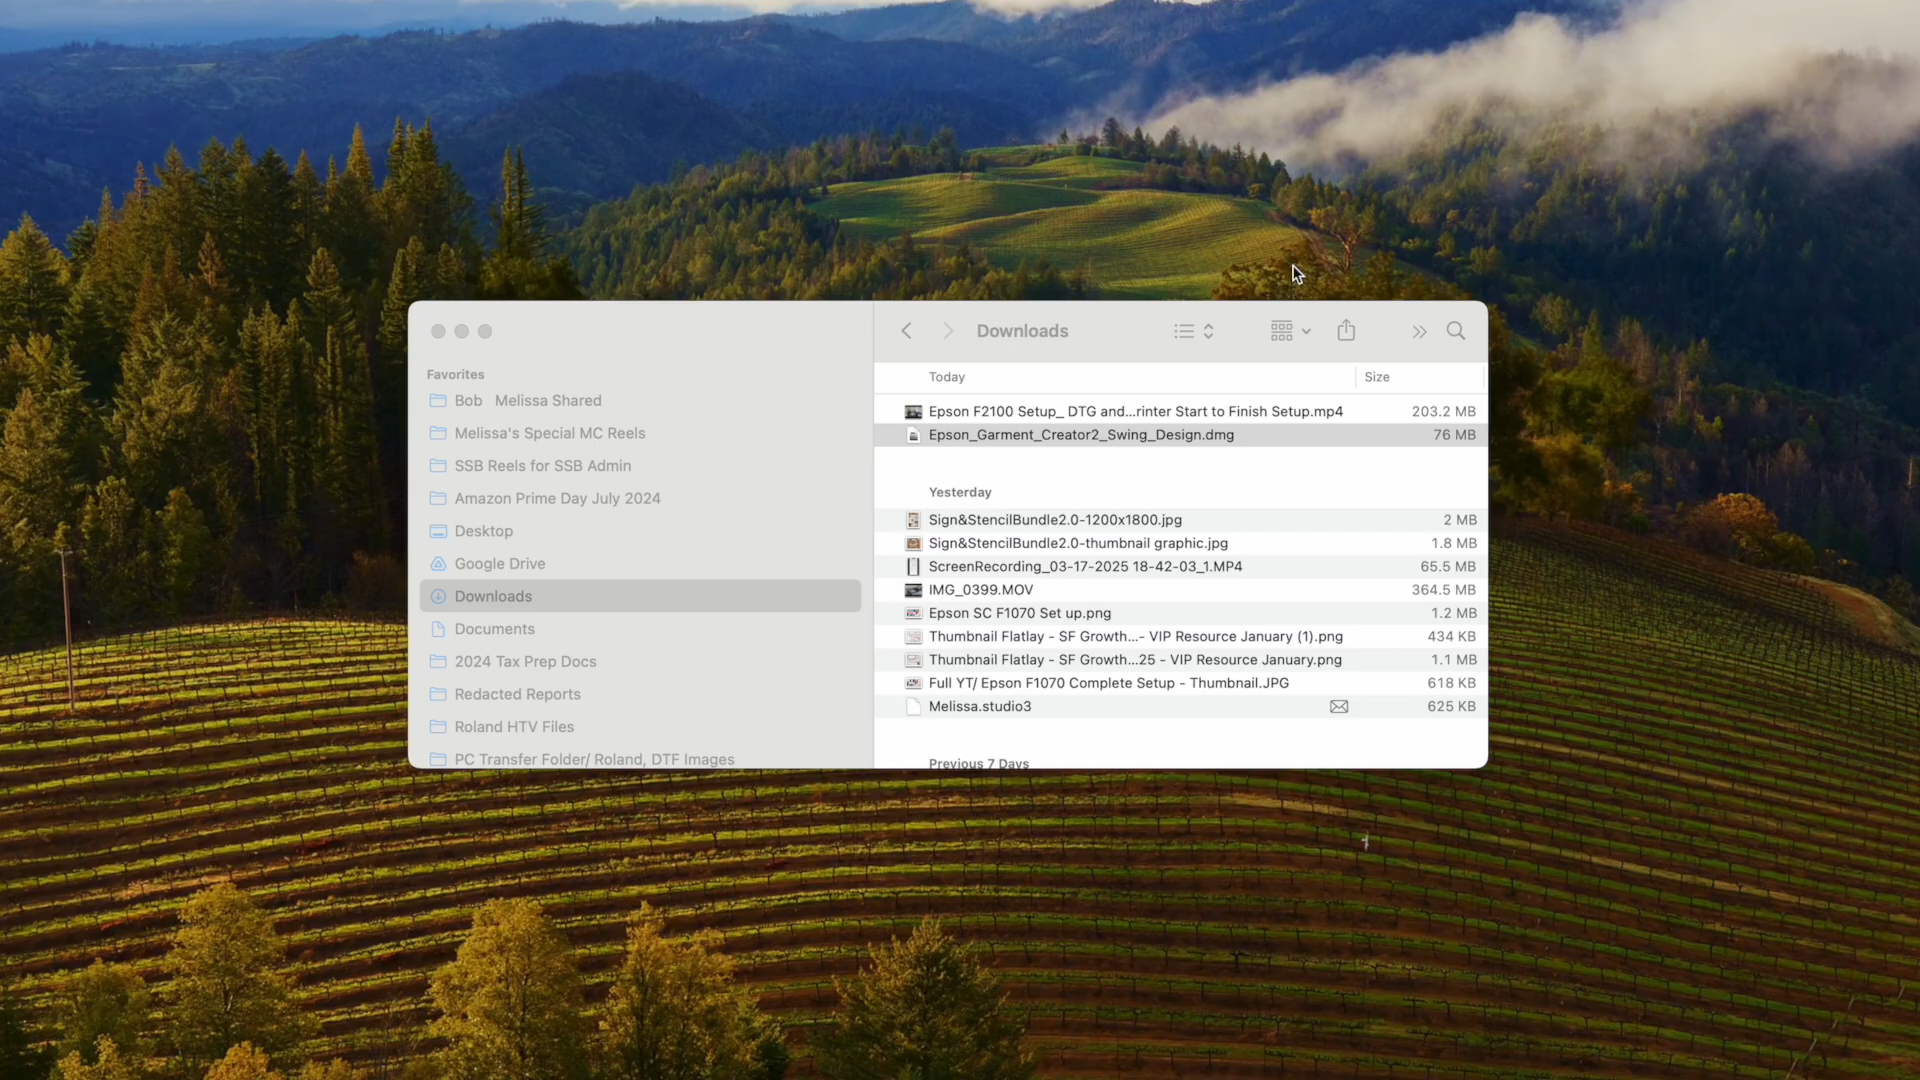 Downloads
Favorites
Bob   Melissa Shared
Melissa's Special MC Reels
SSB Reels for SSB Admin
Amazon Prime Day July 2024
Desktop
Google Drive
Downloads
Documents
2024 Tax Prep Docs
Redacted Reports
Roland HTV Files
PC Transfer Folder/ Roland, DTF Images
Today Size
Epson F2100 Setup_ DTG and...rinter Start to Finish Setup.mp4 203.2 MB
Epson_Garment_Creator2_Swing_Design.dmg 76 MB
Yesterday
Sign&StencilBundle2.0-1200x1800.jpg 2 MB
Sign&StencilBundle2.0-thumbnail graphic.jpg 1.8 MB
ScreenRecording_03-17-2025 18-42-03_1.MP4 65.5 MB
IMG_0399.MOV 364.5 MB
Epson SC F1070 Set up.png 1.2 MB
Thumbnail Flatlay - SF Growth...- VIP Resource January (1).png 434 KB
Thumbnail Flatlay - SF Growth...25 - VIP Resource January.png 1.1 MB
Full YT/ Epson F1070 Complete Setup - Thumbnail.JPG 618 KB
Melissa.studio3 625 KB
Previous 7 Days